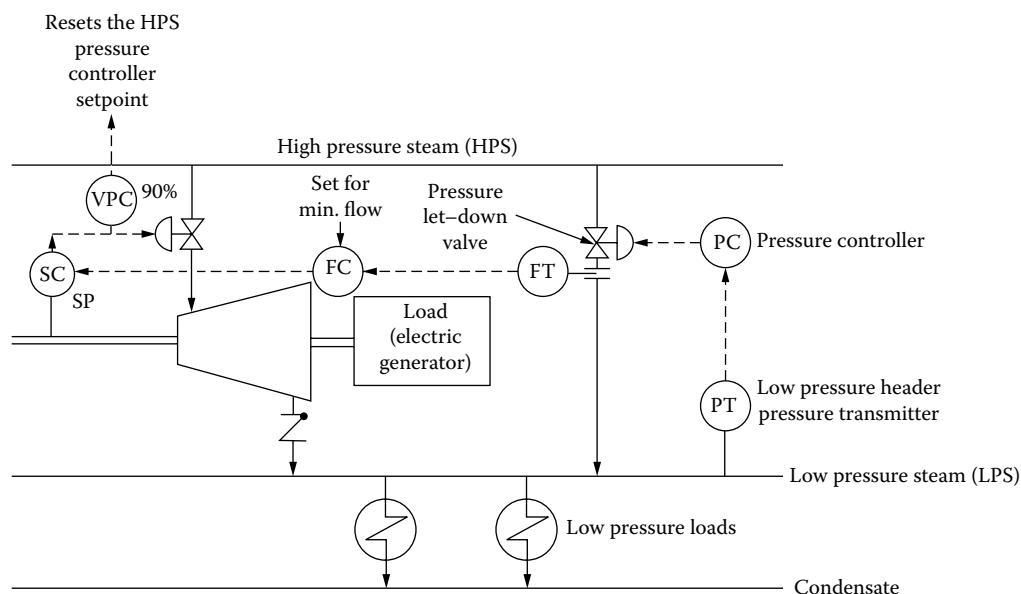 Resets the HPS
pressure
controller
setpoint
High pressure steam (HPS)
VPC
90%
Set for
min. flow
Pressure
let–down
valve
PC
Pressure controller
SC
SP
FC
FT
Load
(electric
generator)
PT
Low pressure header
pressure transmitter
Low pressure steam (LPS)
Low pressure loads
Condensate